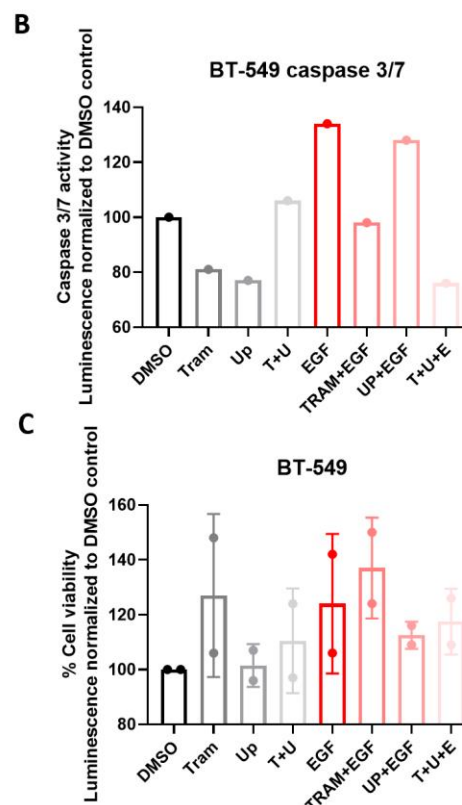 B
BT-549 caspase 3/7
Caspase 3/7 activity
Luminescence normalized to DMSO control
140
120
100
80
60
DMSO
Tram
Up
T+U
EGF
TRAM+EGF
UP+EGF
T+U+E
C
BT-549
% Cell viability
Luminescence normalized to DMSO control
160
140
120
100
80
DMSO
Tram
Up
T+U
EGF
TRAM+EGF
UP+EGF
T+U+E